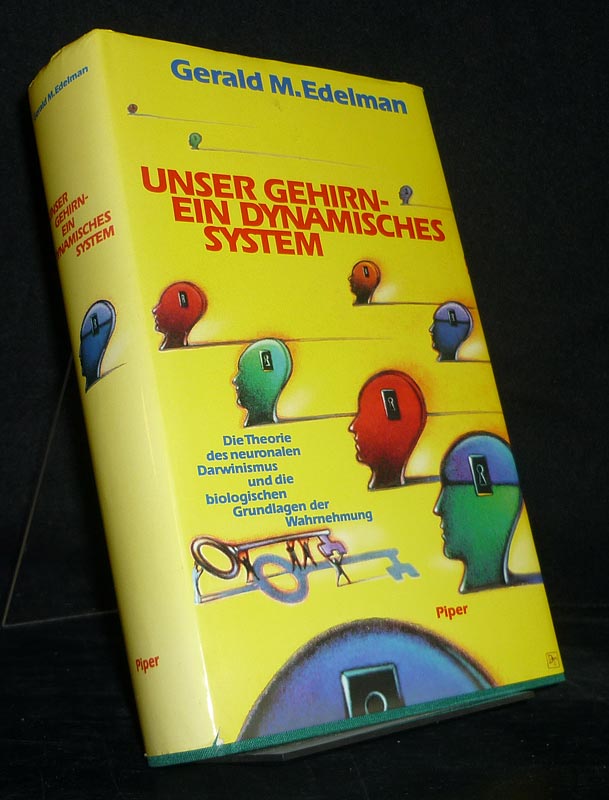 Gerald M. Edelman
UNSER GEHIRN-
EIN DYNAMISCHES
SYSTEM
Die Theorie
des neuronalen
Darwinismus
und die
biologischen
Grundlagen der
Wahrnehmung
Piper
Gerald M. Edelman
UNSER
GEHIRN-
EIN
DYNAMISCHES
SYSTEM
Piper